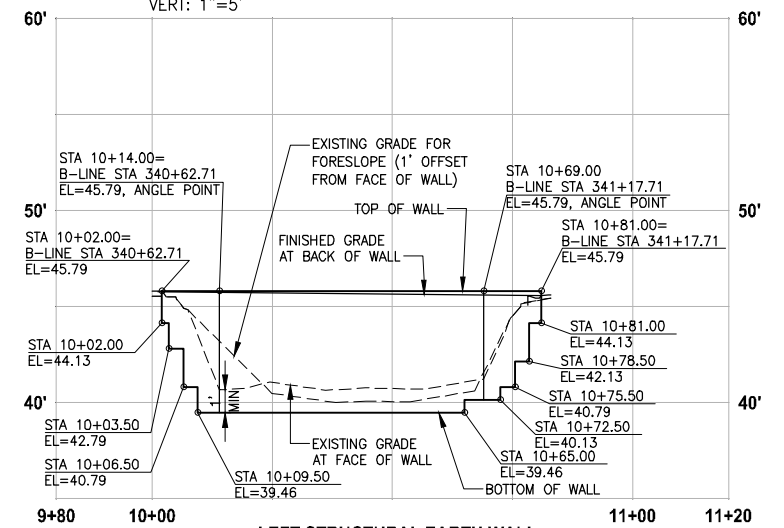 VERT: 1"=5'
60'
60'
EXISTING GRADE FOR
FORESLOPE (1' OFFSET
FROM FACE OF WALL)
STA 10+14.00=
B-LINE STA 340+62.71
EL=45.79, ANGLE POINT
STA 10+69.00
B-LINE STA 341+17.71
EL=45.79, ANGLE POINT
50'
50'
TOP OF WALL
STA 10+02.00=
B-LINE STA 340+62.71
EL=45.79
FINISHED GRADE
AT BACK OF WALL
STA 10+81.00=
B-LINE STA 341+17.71
EL=45.79
STA 10+02.00
EL=44.13
STA 10+81.00
EL=44.13
STA 10+78.50
EL=42.13
40'
40'
1'
MIN
STA 10+75.50
EL=40.79
STA 10+03.50
EL=42.79
STA 10+72.50
EL=40.13
EXISTING GRADE
AT FACE OF WALL
STA 10+06.50
EL=40.79
STA 10+65.00
EL=39.46
STA 10+09.50
EL=39.46
BOTTOM OF WALL
9+80
10+00
11+00
11+20
LEFT STRUCTURAL EARTH WALL